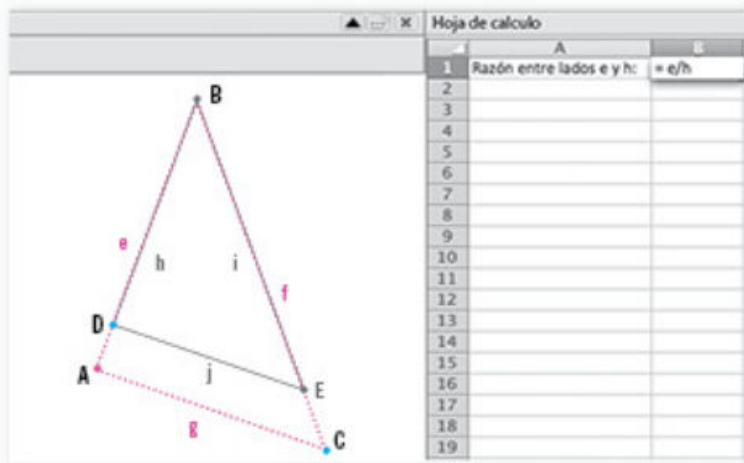 Hoja de calculo
A
1 Razón entre lados e y h: = e/h
2
3
4
5
6
7
8
9
10
11
12
13
14
15
16
17
18
19
B
e
h
i
f
D
A
j
E
g
C